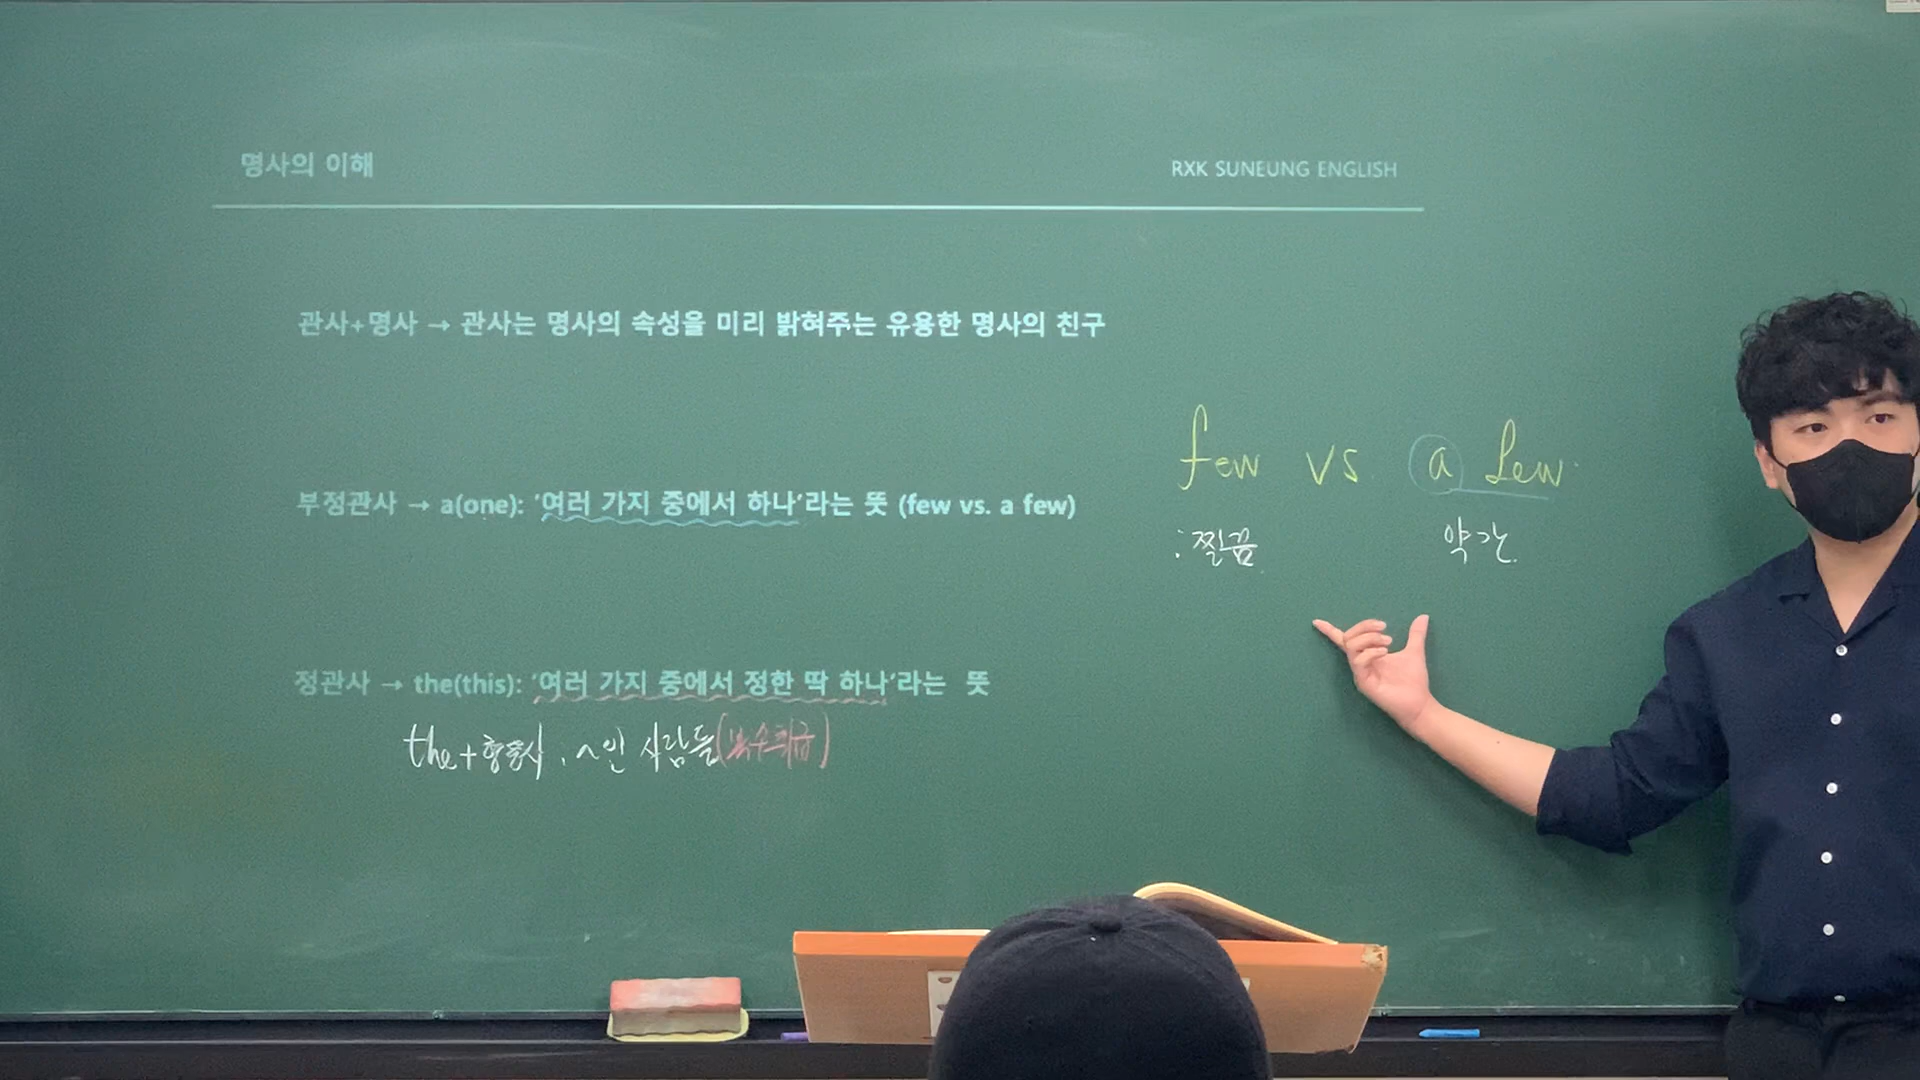 명사의 이해
RXK SUNEUNG ENGLISH
관사+명사 → 관사는 명사의 속성을 미리 밝혀주는 유용한 명사의 친구
few vs. a few.
부정관사 → a(one): '여러 가지 중에서 하나'라는 뜻 (few vs. a few)
: 찔끔. 약간.
정관사 → the(this): '여러 가지 중에서 정한 딱 하나'라는 뜻
the+형용사 : ~인 사람들(복수취급)